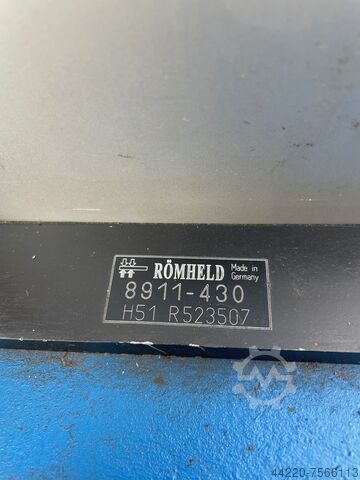 RÖMHELD
Made in
Germany
8911-430
H51 R523507
44220-7566113